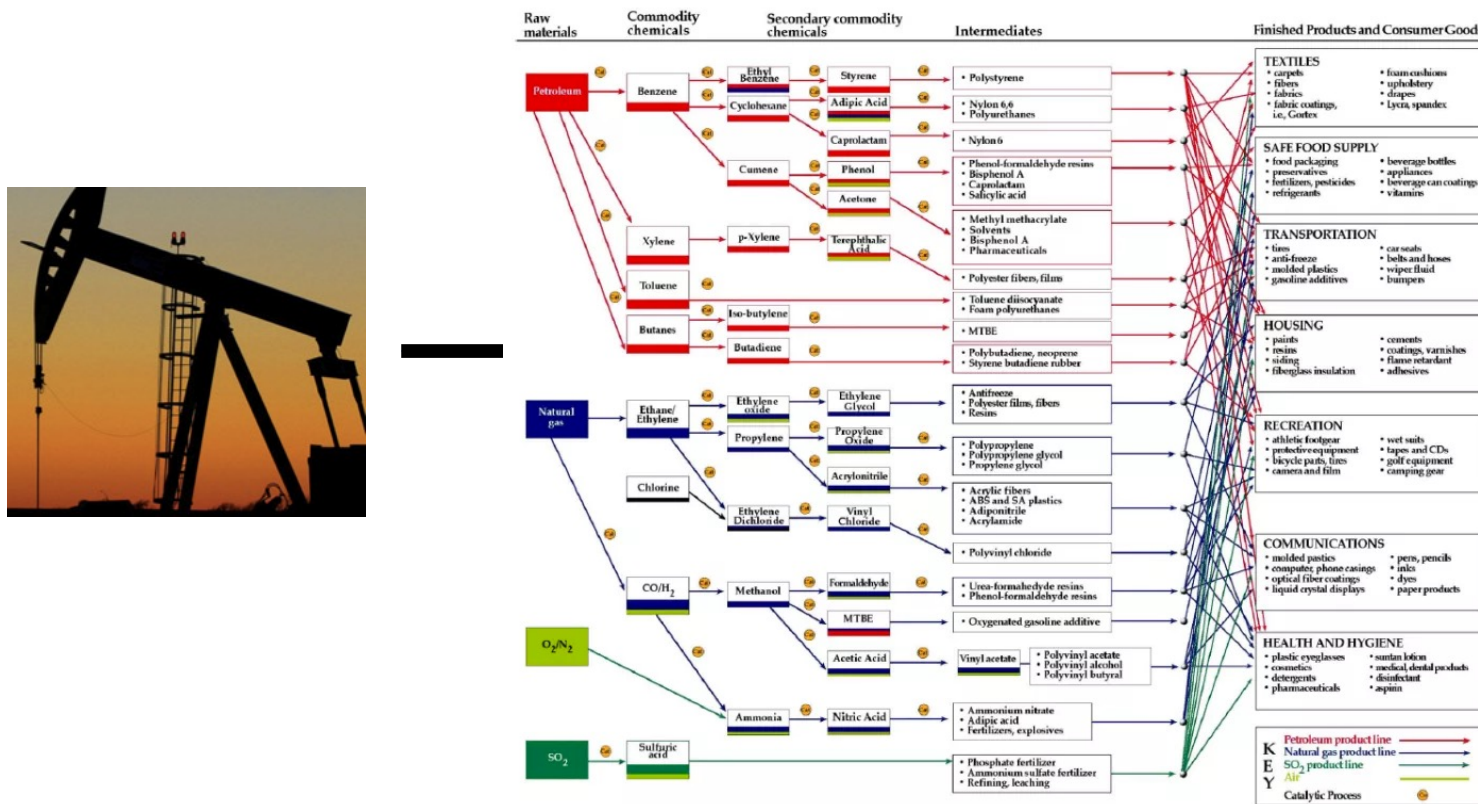 Raw materials
Commodity chemicals
Secondary commodity chemicals
Intermediates
Finished Products and Consumer Good
Petroleum
Benzene
Ethyl Benzene
Styrene
• Polystyrene
Cyclohexane
Adipic Acid
• Nylon 6,6
• Polyurethanes
Caprolactam
• Nylon 6
Cumene
Phenol
• Phenol-formaldehyde resins
• Bisphenol A
• Caprolactam
• Salicylic acid
Acetone
• Methyl methacrylate
• Solvents
• Bisphenol A
• Pharmaceuticals
Xylene
p-Xylene
Terephthalic Acid
• Polyester fibers, films
Toluene
• Toluene diisocyanate
• Foam polyurethanes
Butanes
Iso-butylene
• MTBE
Butadiene
• Polybutadiene, neoprene
• Styrene butadiene rubber
Natural gas
Ethane/ Ethylene
Ethylene oxide
Ethylene Glycol
• Antifreeze
• Polyester films, fibers
• Resins
Propylene
Propylene Oxide
• Polypropylene
• Polypropylene glycol
• Propylene glycol
Acrylonitrile
• Acrylic fibers
• ABS and SA plastics
• Adiponitrile
• Acrylamide
Chlorine
Ethylene Dichloride
Vinyl Chloride
• Polyvinyl chloride
CO/H2
Methanol
Formaldehyde
• Urea-formahedyde resins
• Phenol-formaldehyde resins
MTBE
• Oxygenated gasoline additive
Acetic Acid
Vinyl acetate
• Polyvinyl acetate
• Polyvinyl alcohol
• Polyvinyl butyral
O2/N2
Ammonia
Nitric Acid
• Ammonium nitrate
• Adipic acid
• Fertilizers, explosives
SO2
Sulfuric acid
• Phosphate fertilizer
• Ammonium sulfate fertilizer
• Refining, leaching
TEXTILES
• carpets
• fibers
• fabrics
• fabric coatings, i.e., Gortex
• foam cushions
• upholstery
• drapes
• Lycra, spandex
SAFE FOOD SUPPLY
• food packaging
• preservatives
• fertilizers, pesticides
• refrigerants
• beverage bottles
• appliances
• beverage can coatings
• vitamins
TRANSPORTATION
• tires
• anti-freeze
• molded plastics
• gasoline additives
• car seats
• belts and hoses
• wiper fluid
• bumpers
HOUSING
• paints
• resins
• siding
• fiberglass insulation
• cements
• coatings, varnishes
• flame retardant
• adhesives
RECREATION
• athletic footgear
• protective equipment
• bicycle parts, tires
• camera and film
• wet suits
• tapes and CDs
• golf equipment
• camping gear
COMMUNICATIONS
• molded pastics
• computer, phone casings
• optical fiber coatings
• liquid crystal displays
• pens, pencils
• inks
• dyes
• paper products
HEALTH AND HYGIENE
• plastic eyeglasses
• cosmetics
• detergents
• pharmaceuticals
• suntan lotion
• medical, dental products
• disinfectant
• aspirin
KEY
Petroleum product line
Natural gas product line
SO2 product line
Air
Catalytic Process